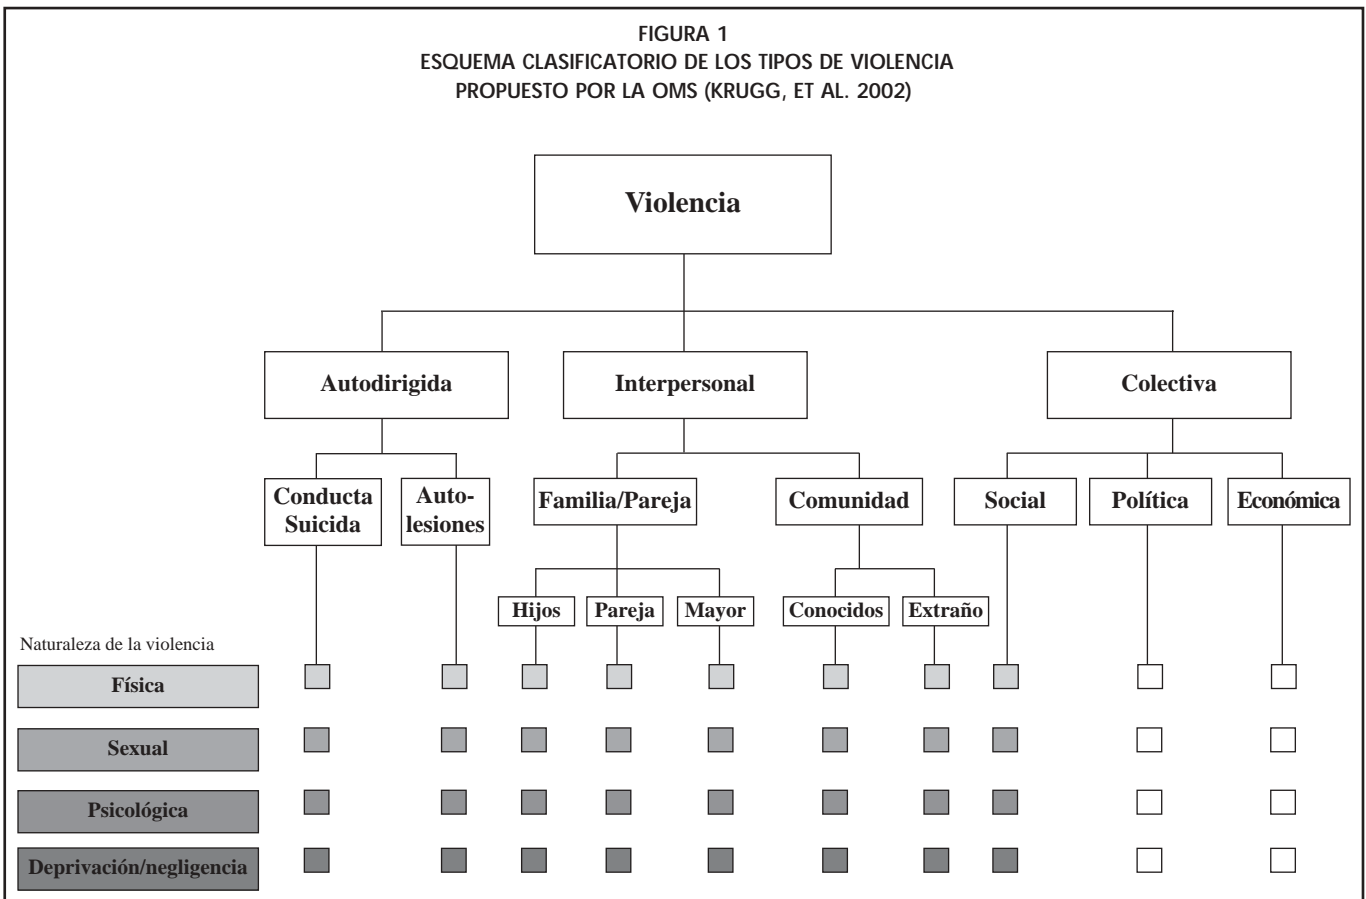 FIGURA 1
ESQUEMA CLASIFICATORIO DE LOS TIPOS DE VIOLENCIA
PROPUESTO POR LA OMS (KRUGG, ET AL. 2002)
Violencia
Autodirigida
Interpersonal
Colectiva
Conducta
Suicida
Auto-
lesiones
Familia/Pareja
Comunidad
Social
Política
Económica
Hijos
Pareja
Mayor
Conocidos
Extraño
Naturaleza de la violencia
Física
Sexual
Psicológica
Deprivación/negligencia